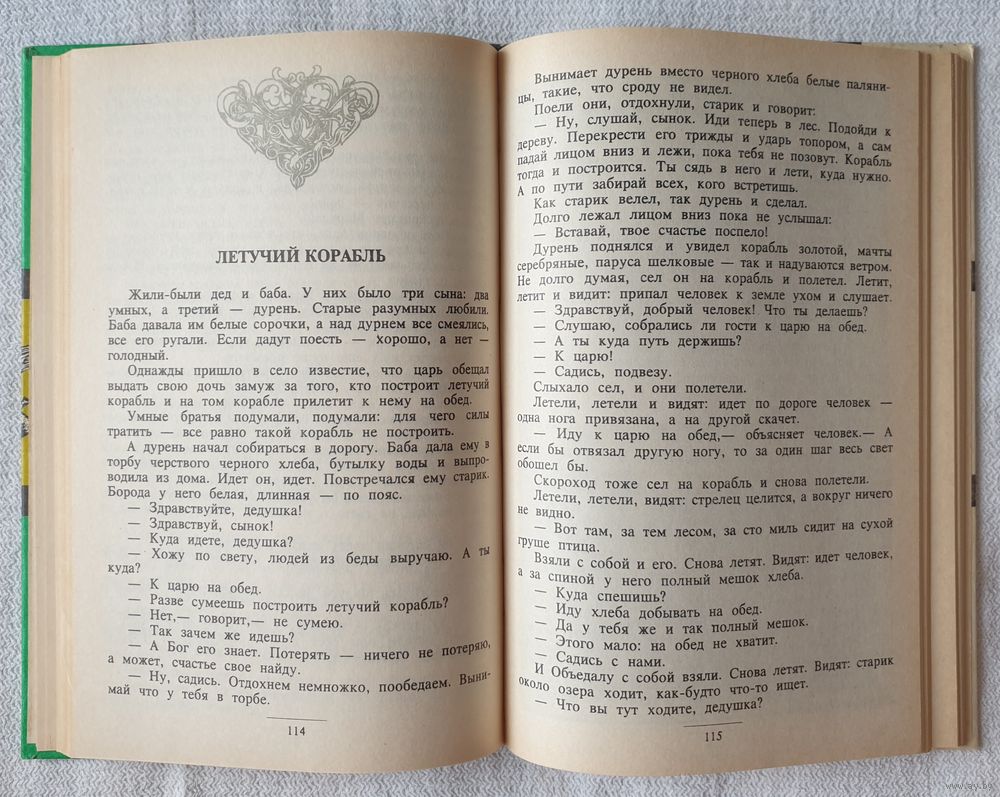 ЛЕТУЧИЙ КОРАБЛЬ
Жили-были дед и баба. У них было три сына: два
умных, а третий — дурень. Старые разумных любили.
Баба давала им белые сорочки, а над дурнем все смеялись,
все его ругали. Если дадут поесть — хорошо, а нет —
голодный.
Однажды пришло в село известие, что царь обещал
выдать свою дочь замуж за того, кто построит летучий
корабль и на том корабле прилетит к нему на обед.
Умные братья подумали, подумали: для чего силы
тратить — все равно такой корабль не построить.
А дурень начал собираться в дорогу. Баба дала ему в
торбу черствого черного хлеба, бутылку воды и выпро-
водила из дома. Идет он, идет. Повстречался ему старик.
Борода у него белая, длинная — по пояс.
— Здравствуйте, дедушка!
— Здравствуй, сынок!
— Куда идете, дедушка?
— Хожу по свету, людей из беды выручаю. А ты
куда?
— К царю на обед.
— Разве сумеешь построить летучий корабль?
— Нет,— говорит,— не сумею.
— Так зачем же идешь?
— А Бог его знает. Потерять — ничего не потеряю,
а может, счастье свое найду.
— Ну, садись. Отдохнем немножко, пообедаем. Выни-
май что у тебя в торбе.
114
Вынимает дурень вместо черного хлеба белые паляни-
цы, такие, что сроду не видел.
Поели они, отдохнули, старик и говорит:
— Ну, слушай, сынок. Иди теперь в лес. Подойди к
дереву. Перекрести его трижды и ударь топором, а сам
падай лицом вниз и лежи, пока тебя не позовут. Корабль
тогда и построится. Ты сядь в него и лети, куда нужно.
А по пути забирай всех, кого встретишь.
Как старик велел, так дурень и сделал.
Долго лежал лицом вниз пока не услышал:
— Вставай, твое счастье поспело!
Дурень поднялся и увидел корабль золотой, мачты
серебряные, паруса шелковые — так и надуваются ветром.
Не долго думая, сел он на корабль и полетел. Летит,
летит и видит: припал человек к земле ухом и слушает.
— Здравствуй, добрый человек! Что ты делаешь?
— Слушаю, собрались ли гости к царю на обед.
— А ты куда путь держишь?
— К царю!
— Садись, подвезу.
Слыхало сел, и они полетели.
Летели, летели и видят: идет по дороге человек —
одна нога привязана, а на другой скачет.
— Иду к царю на обед,— объясняет человек.— А
если бы отвязал другую ногу, то за один шаг весь свет
обошел бы.
Скороход тоже сел на корабль и снова полетели.
Летели, летели, видят: стрелец целится, а вокруг ничего
не видно.
— Вот там, за тем лесом, за сто миль сидит на сухой
груше птица.
Взяли с собой и его. Снова летят. Видят: идет человек,
а за спиной у него полный мешок хлеба.
— Куда спешишь?
— Иду хлеба добывать на обед.
— Да у тебя же и так полный мешок.
— Этого мало: на обед не хватит.
— Садись с нами.
И Объедалу с собой взяли. Снова летят. Видят: старик
около озера ходит, как-будто что-то ищет.
— Что вы тут ходите, дедушка?
115
www.ay.by